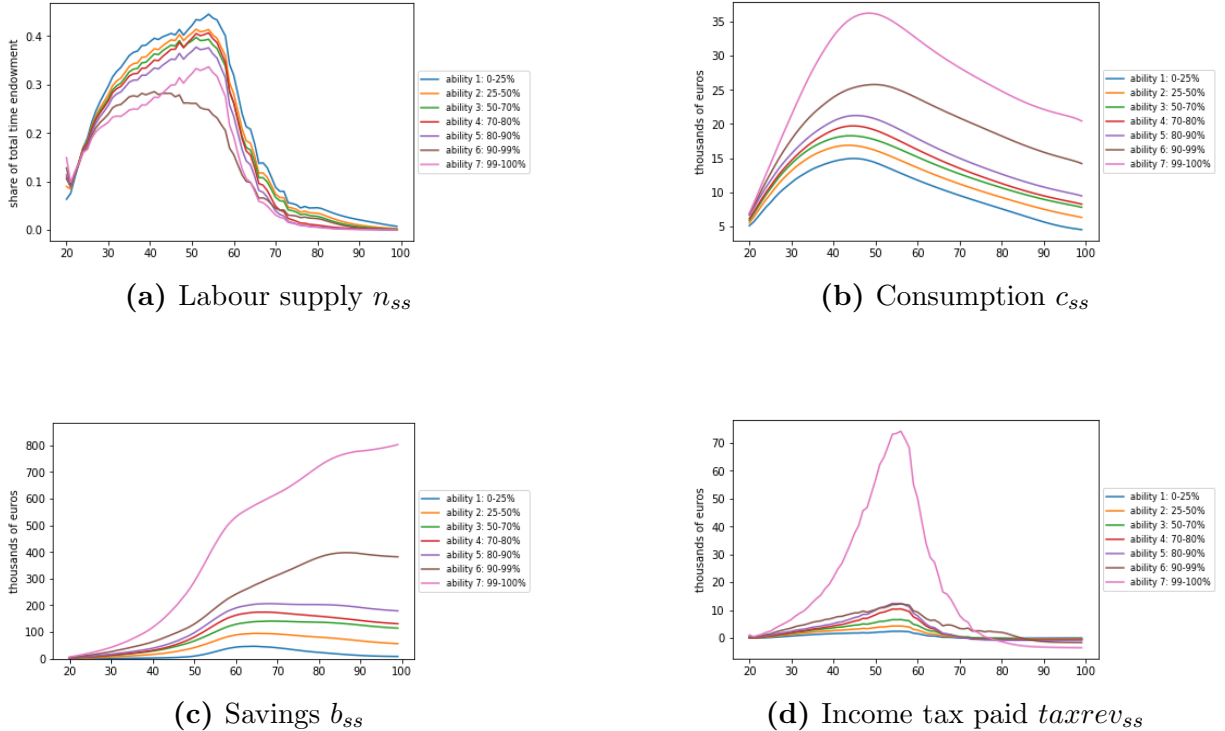 share of total time endowment
0.4
0.3
0.2
0.1
0.0
20 30 40 50 60 70 80 90 100
ability 1: 0-25%
ability 2: 25-50%
ability 3: 50-70%
ability 4: 70-80%
ability 5: 80-90%
ability 6: 90-99%
ability 7: 99-100%
(a) Labour supply n_ss
thousands of euros
35
30
25
20
15
10
5
20 30 40 50 60 70 80 90 100
ability 1: 0-25%
ability 2: 25-50%
ability 3: 50-70%
ability 4: 70-80%
ability 5: 80-90%
ability 6: 90-99%
ability 7: 99-100%
(b) Consumption c_ss
thousands of euros
800
700
600
500
400
300
200
100
0
20 30 40 50 60 70 80 90 100
ability 1: 0-25%
ability 2: 25-50%
ability 3: 50-70%
ability 4: 70-80%
ability 5: 80-90%
ability 6: 90-99%
ability 7: 99-100%
(c) Savings b_ss
thousands of euros
70
60
50
40
30
20
10
0
20 30 40 50 60 70 80 90 100
ability 1: 0-25%
ability 2: 25-50%
ability 3: 50-70%
ability 4: 70-80%
ability 5: 80-90%
ability 6: 90-99%
ability 7: 99-100%
(d) Income tax paid taxrev_ss